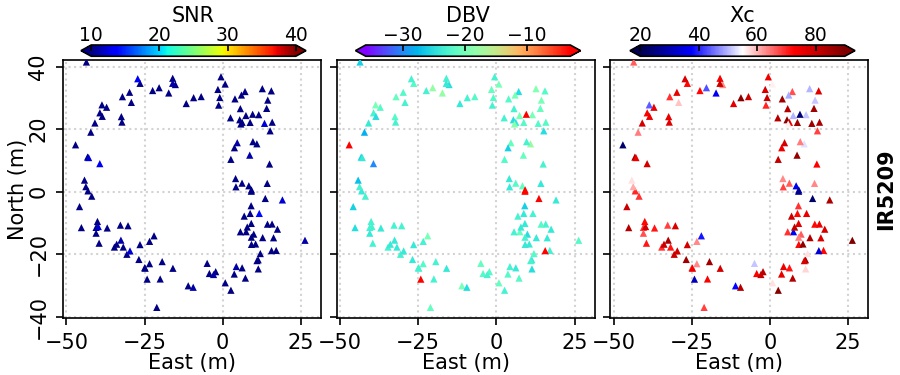 SNR DBV Xc
10 20 30 40 −30 −20 −10 20 40 60 80
40
20
0
−20
−40
North (m)
IR5209
−50 −25 0 25 −50 −25 0 25 −50 −25 0 25
East (m) East (m) East (m)